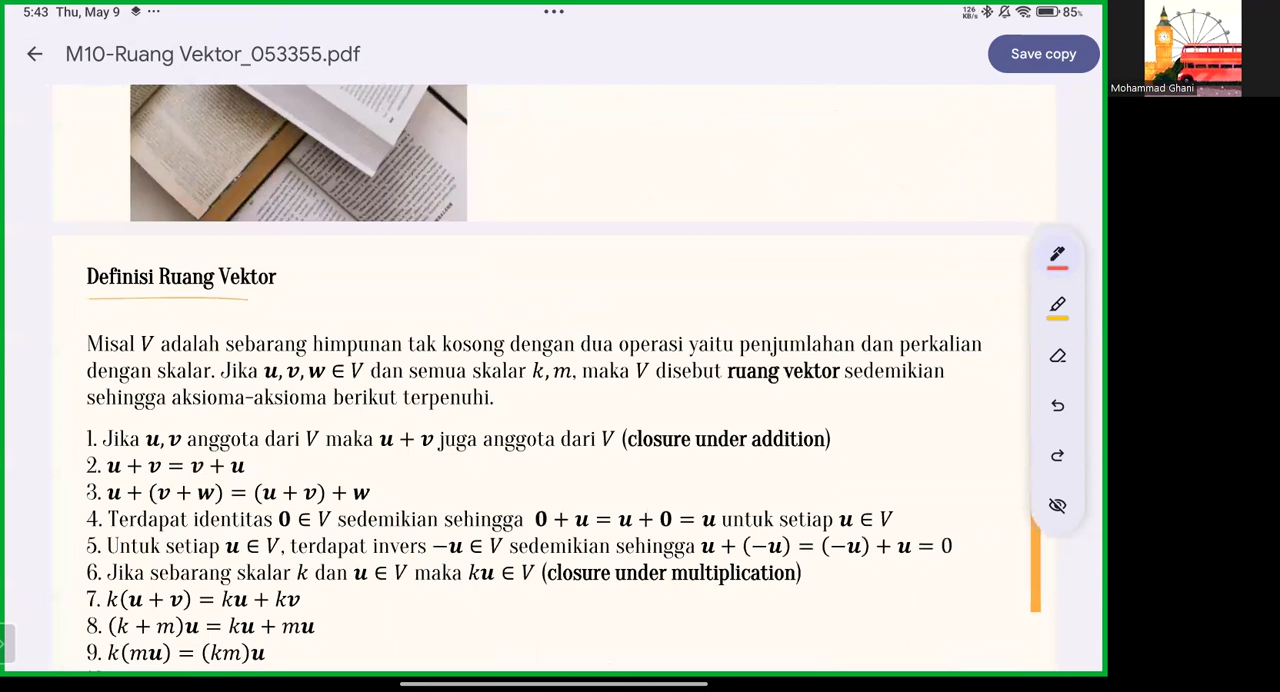 5:43 Thu, May 9 ••• ••• 126 KB/s 85%
M10-Ruang Vektor_053355.pdf Save copy
Mohammad Ghani
Definisi Ruang Vektor
Misal V adalah sebarang himpunan tak kosong dengan dua operasi yaitu penjumlahan dan perkalian
dengan skalar. Jika u, v, w ∈ V dan semua skalar k, m, maka V disebut ruang vektor sedemikian
sehingga aksioma-aksioma berikut terpenuhi.
1. Jika u, v anggota dari V maka u + v juga anggota dari V (closure under addition)
2. u + v = v + u
3. u + (v + w) = (u + v) + w
4. Terdapat identitas 0 ∈ V sedemikian sehingga 0 + u = u + 0 = u untuk setiap u ∈ V
5. Untuk setiap u ∈ V, terdapat invers −u ∈ V sedemikian sehingga u + (−u) = (−u) + u = 0
6. Jika sebarang skalar k dan u ∈ V maka ku ∈ V (closure under multiplication)
7. k(u + v) = ku + kv
8. (k + m)u = ku + mu
9. k(mu) = (km)u